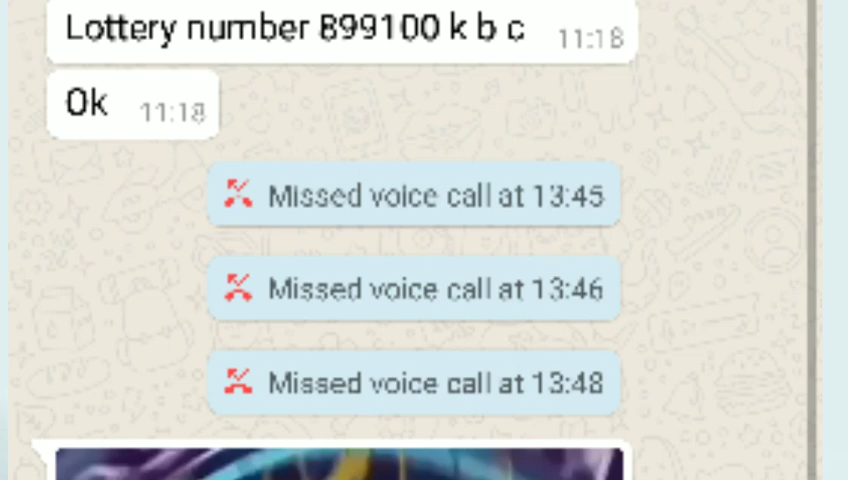 Lottery number 899100 k b c 11:18
Ok 11:18
Missed voice call at 13:45
Missed voice call at 13:46
Missed voice call at 13:48